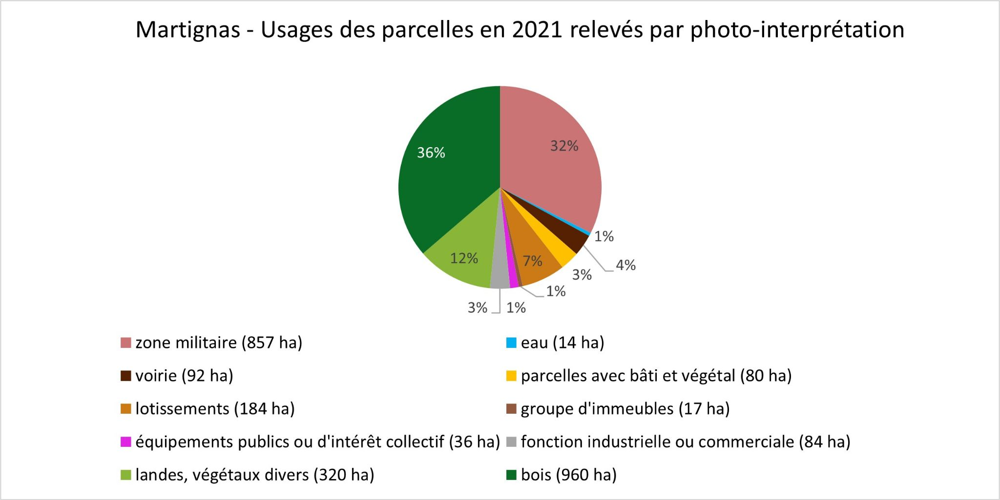 Martignas - Usages des parcelles en 2021 relevés par photo-interprétation
36%
32%
1%
4%
3%
7%
12%
1%
3%
1%
zone militaire (857 ha)
eau (14 ha)
voirie (92 ha)
parcelles avec bâti et végétal (80 ha)
lotissements (184 ha)
groupe d'immeubles (17 ha)
équipements publics ou d'intérêt collectif (36 ha)
fonction industrielle ou commerciale (84 ha)
landes, végétaux divers (320 ha)
bois (960 ha)